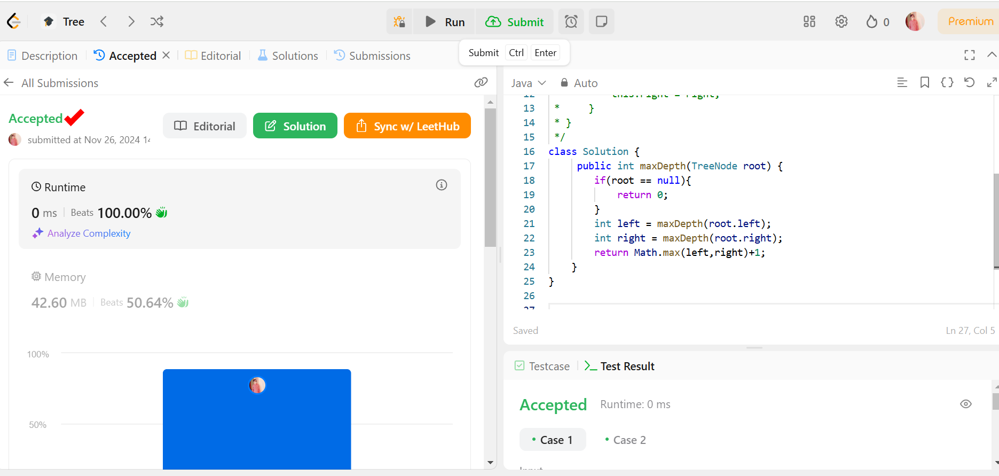 Tree
Run
Submit
0
Premium
Description
Accepted
Editorial
Solutions
Submissions
Submit Ctrl Enter
All Submissions
Accepted
submitted at Nov 26, 2024
Editorial
Solution
Sync w/ LeetHub
Runtime
0 ms
Beats 100.00%
Analyze Complexity
Memory
42.60 MB
Beats 50.64%
100%
50%
Java
Auto
12 this.right = right;
13 * }
14 * }
15 */
16 class Solution {
17 public int maxDepth(TreeNode root) {
18 if(root == null){
19 return 0;
20 }
21 int left = maxDepth(root.left);
22 int right = maxDepth(root.right);
23 return Math.max(left,right)+1;
24 }
25 }
26
27
Saved
Ln 27, Col 5
Testcase
Test Result
Accepted
Runtime: 0 ms
Case 1
Case 2